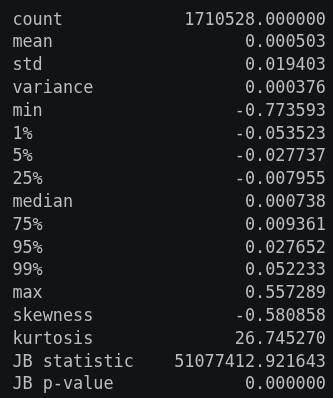 count 1710528.000000
mean 0.000503
std 0.019403
variance 0.000376
min -0.773593
1% -0.053523
5% -0.027737
25% -0.007955
median 0.000738
75% 0.009361
95% 0.027652
99% 0.052233
max 0.557289
skewness -0.580858
kurtosis 26.745270
JB statistic 51077412.921643
JB p-value 0.000000